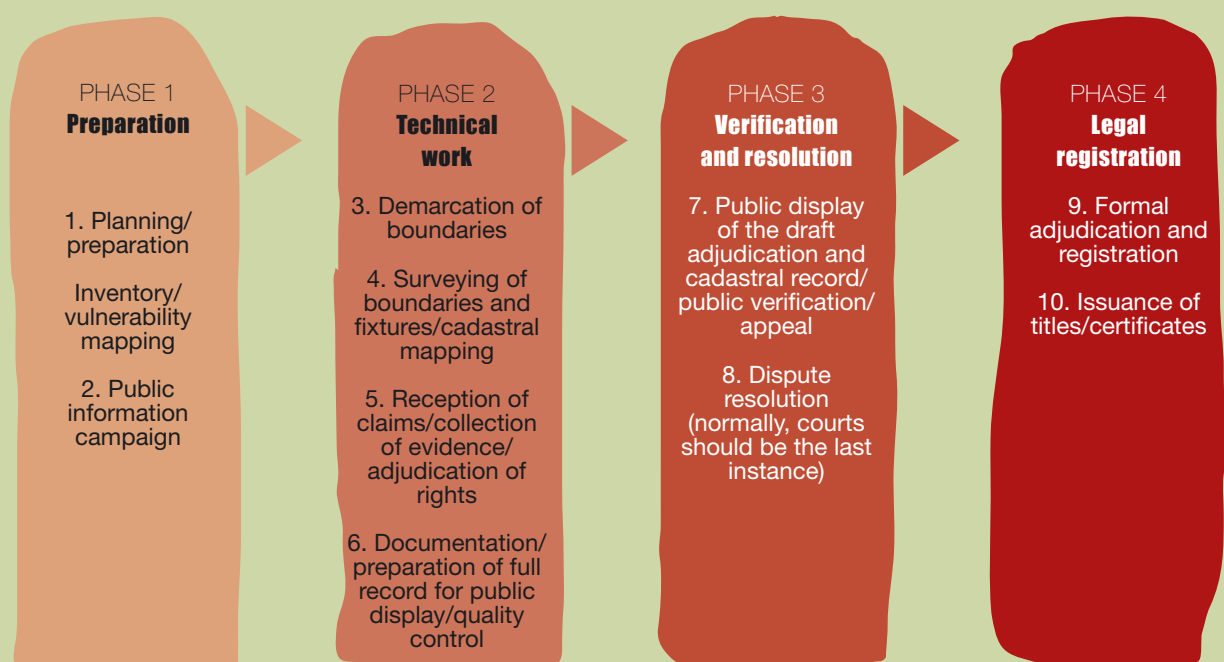 PHASE 1
Preparation
1. Planning/
preparation
Inventory/
vulnerability
mapping
2. Public
information
campaign
PHASE 2
Technical
work
3. Demarcation of
boundaries
4. Surveying of
boundaries and
fixtures/cadastral
mapping
5. Reception of
claims/collection
of evidence/
adjudication of
rights
6. Documentation/
preparation of full
record for public
display/quality
control
PHASE 3
Verification
and resolution
7. Public display
of the draft
adjudication and
cadastral record/
public verification/
appeal
8. Dispute
resolution
(normally, courts
should be the last
instance)
PHASE 4
Legal
registration
9. Formal
adjudication and
registration
10. Issuance of
titles/certificates